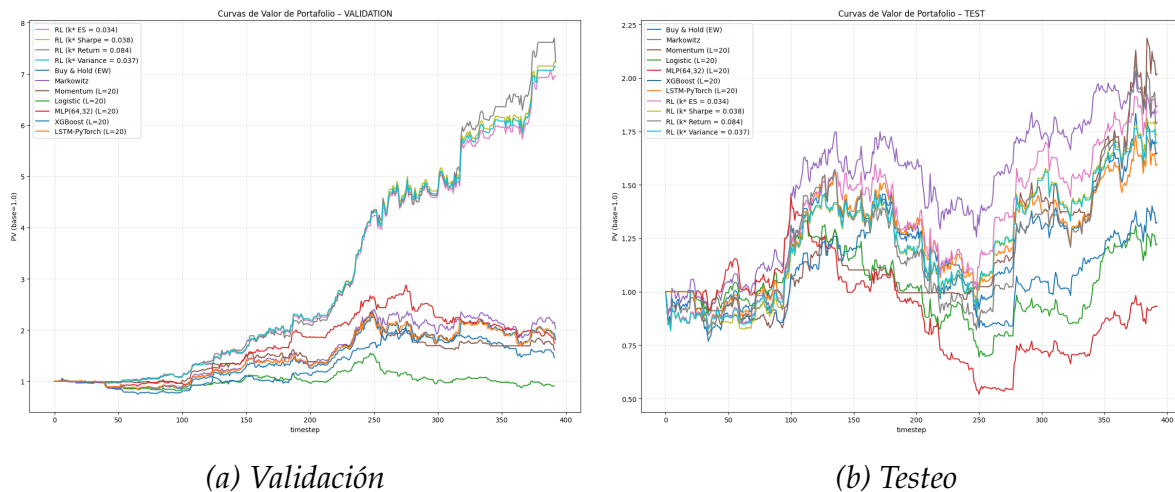 Curvas de Valor de Portafolio – VALIDATION
8
7
6
5
4
3
2
1
PV (base=1.0)
RL (k* ES = 0.034)
RL (k* Sharpe = 0.038)
RL (k* Return = 0.084)
RL (k* Variance = 0.037)
Buy & Hold (EW)
Markowitz
Momentum (L=20)
Logistic (L=20)
MLP(64,32) (L=20)
XGBoost (L=20)
LSTM-PyTorch (L=20)
0 50 100 150 200 250 300 350 400
timestep
(a) Validación
Curvas de Valor de Portafolio – TEST
2.25
2.00
1.75
1.50
1.25
1.00
0.75
0.50
PV (base=1.0)
Buy & Hold (EW)
Markowitz
Momentum (L=20)
Logistic (L=20)
MLP(64,32) (L=20)
XGBoost (L=20)
LSTM-PyTorch (L=20)
RL (k* ES = 0.034)
RL (k* Sharpe = 0.038)
RL (k* Return = 0.084)
RL (k* Variance = 0.037)
0 50 100 150 200 250 300 350 400
timestep
(b) Testeo